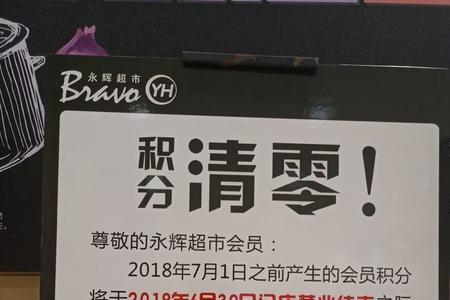 永辉超市
Bravo YH
积分清零！
尊敬的永辉超市会员：
2018年7月1日之前产生的会员积分